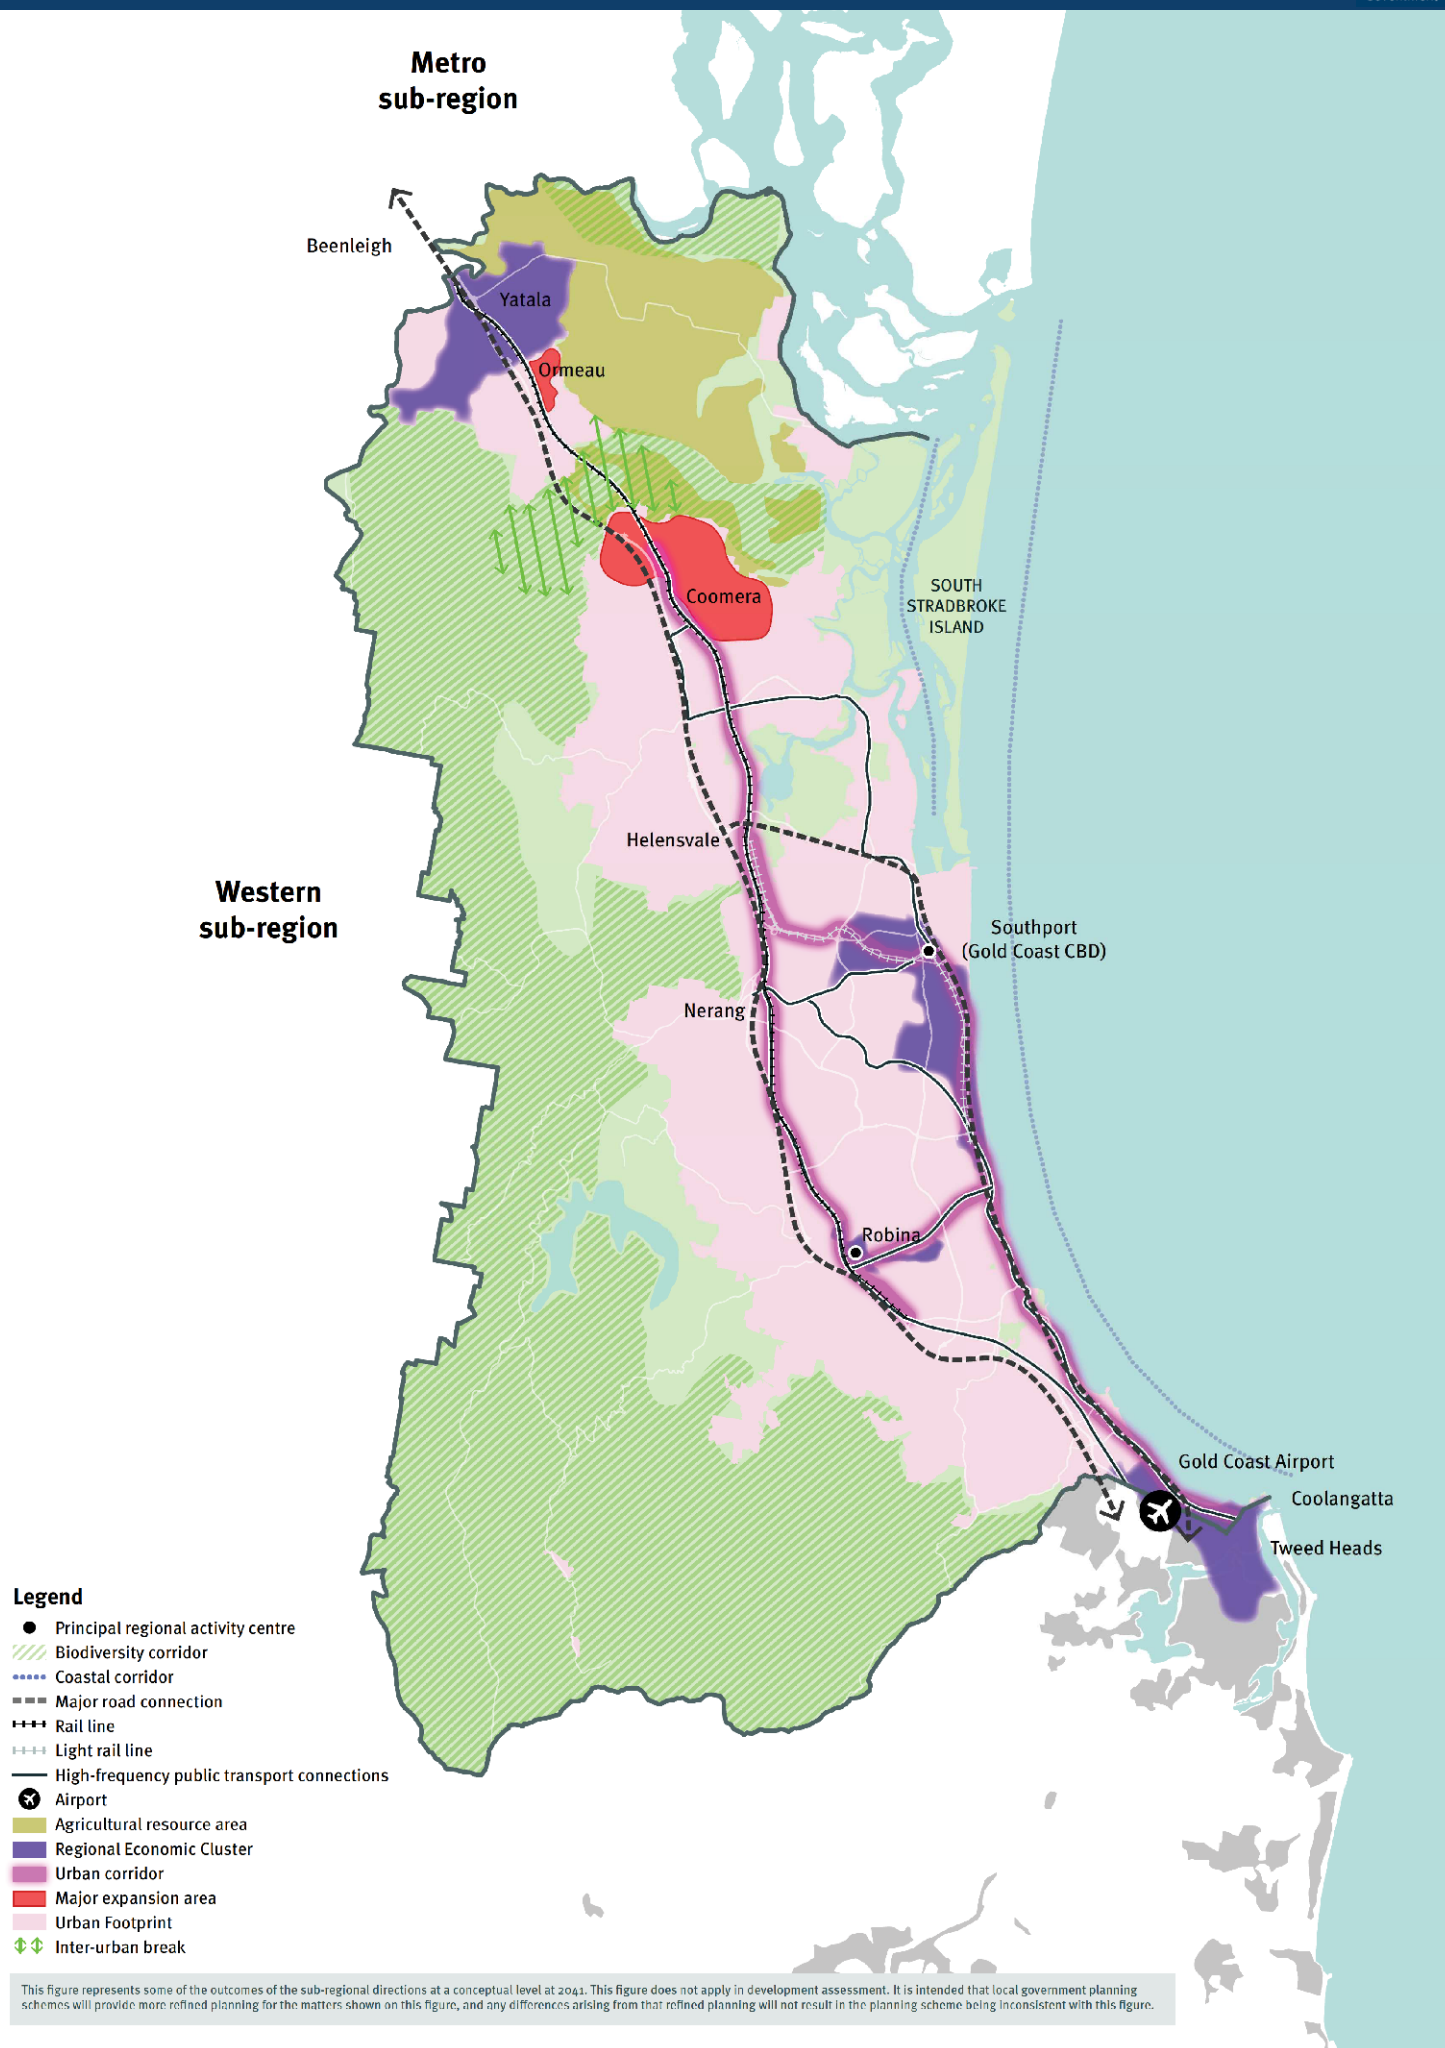 Metro
sub-region
Beenleigh
Yatala
Ormeau
Coomera
SOUTH
STRADBROKE
ISLAND
Helensvale
Western
sub-region
Southport
(Gold Coast CBD)
Nerang
Robina
Gold Coast Airport
Coolangatta
Tweed Heads
Legend
Principal regional activity centre
Biodiversity corridor
Coastal corridor
Major road connection
Rail line
Light rail line
High-frequency public transport connections
Airport
Agricultural resource area
Regional Economic Cluster
Urban corridor
Major expansion area
Urban Footprint
Inter-urban break
This figure represents some of the outcomes of the sub-regional directions at a conceptual level at 2041. This figure does not apply in development assessment. It is intended that local government planning
schemes will provide more refined planning for the matters shown on this figure, and any differences arising from that refined planning will not result in the planning scheme being inconsistent with this figure.